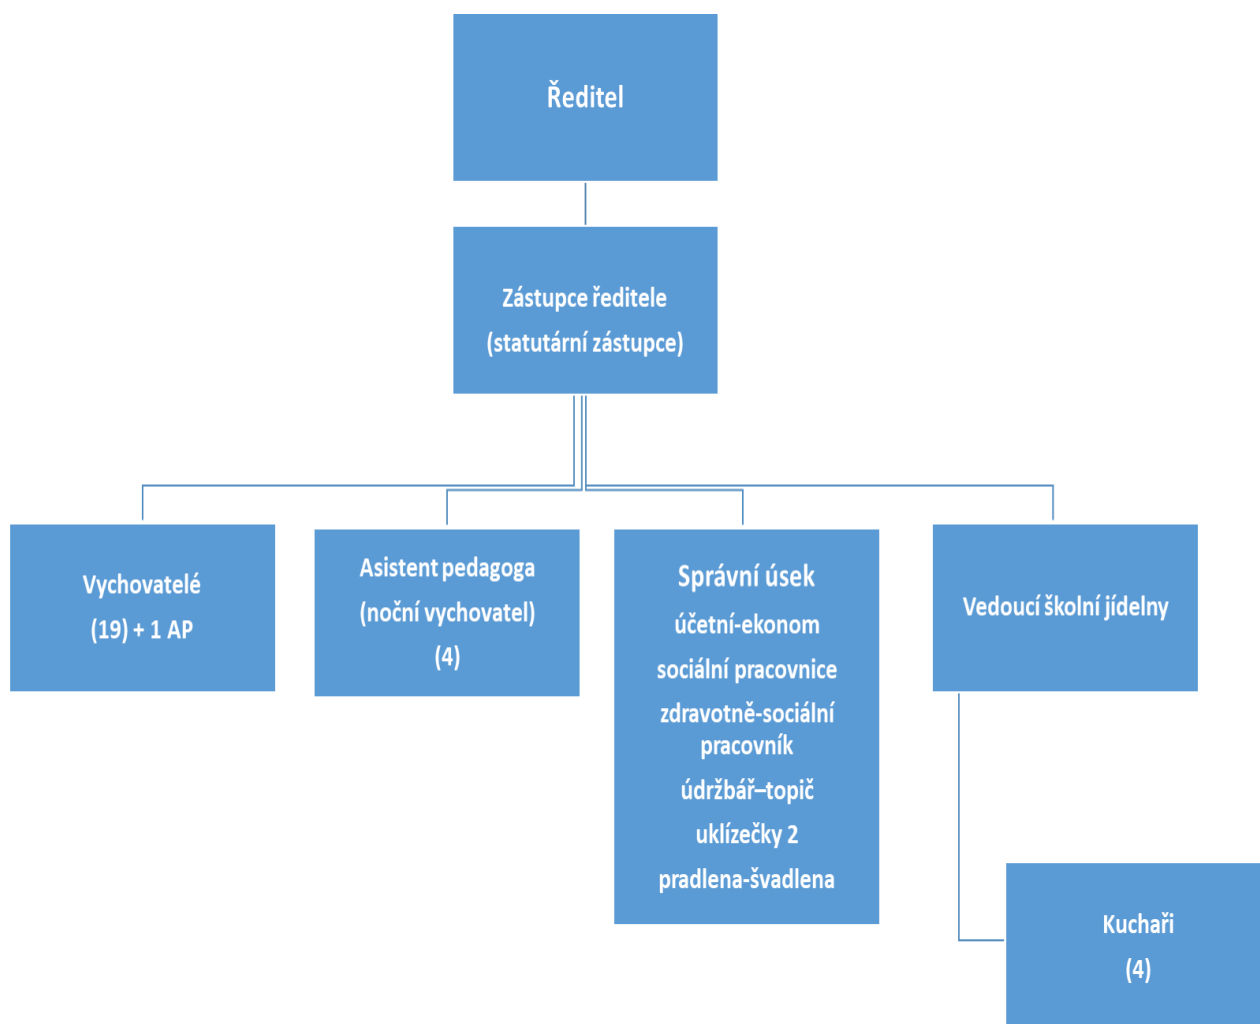 Ředitel
Zástupce ředitele
(statutární zástupce)
Vychovatelé
(19) + 1 AP
Asistent pedagoga
(noční vychovatel)
(4)
Správní úsek
účetní-ekonom
sociální pracovnice
zdravotně-sociální
pracovník
údržbář–topič
uklízečky 2
pradlena-švadlena
Vedoucí školní jídelny
Kuchaři
(4)